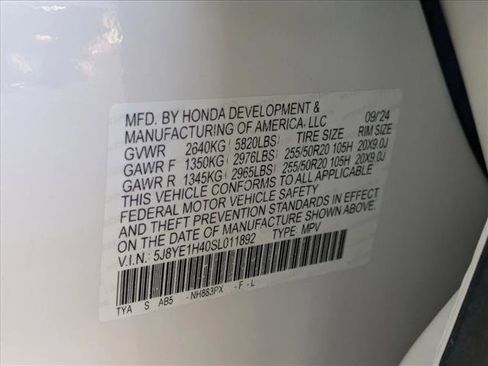 MFD. BY HONDA DEVELOPMENT & 09/24
MANUFACTURING OF AMERICA, LLC
GVWR 2640KG( 5820LBS) TIRE SIZE RIM SIZE
GAWR F 1350KG( 2976LBS) 255/50R20 105H 20X9.0J
GAWR R 1345KG( 2965LBS) 255/50R20 105H 20X9.0J
THIS VEHICLE CONFORMS TO ALL APPLICABLE
FEDERAL MOTOR VEHICLE SAFETY
AND THEFT PREVENTION STANDARDS IN EFFECT
ON THE DATE OF MANUFACTURE SHOWN ABOVE.
V.I.N.: 5J8YE1H40SL011892 TYPE: MPV
TYA S AB5 -NH883PX -F -L